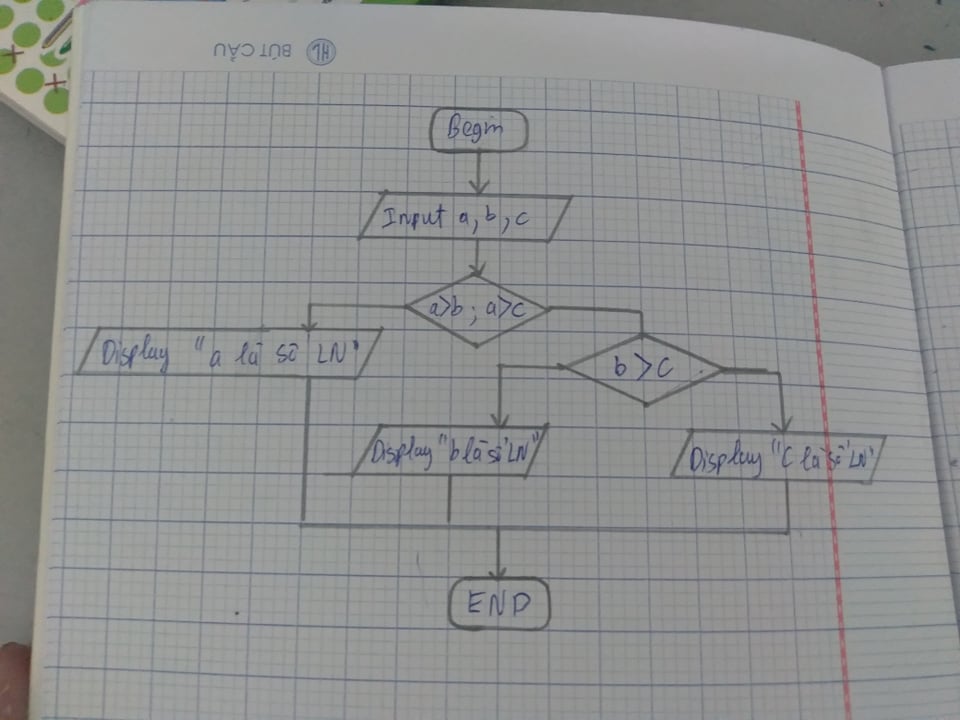 HL BÚT CẦU
Begin
Input a, b, c
a>b ; a>c
Display "a là số LN"
b > c
Display "b là số LN"
Display "C là số LN"
END